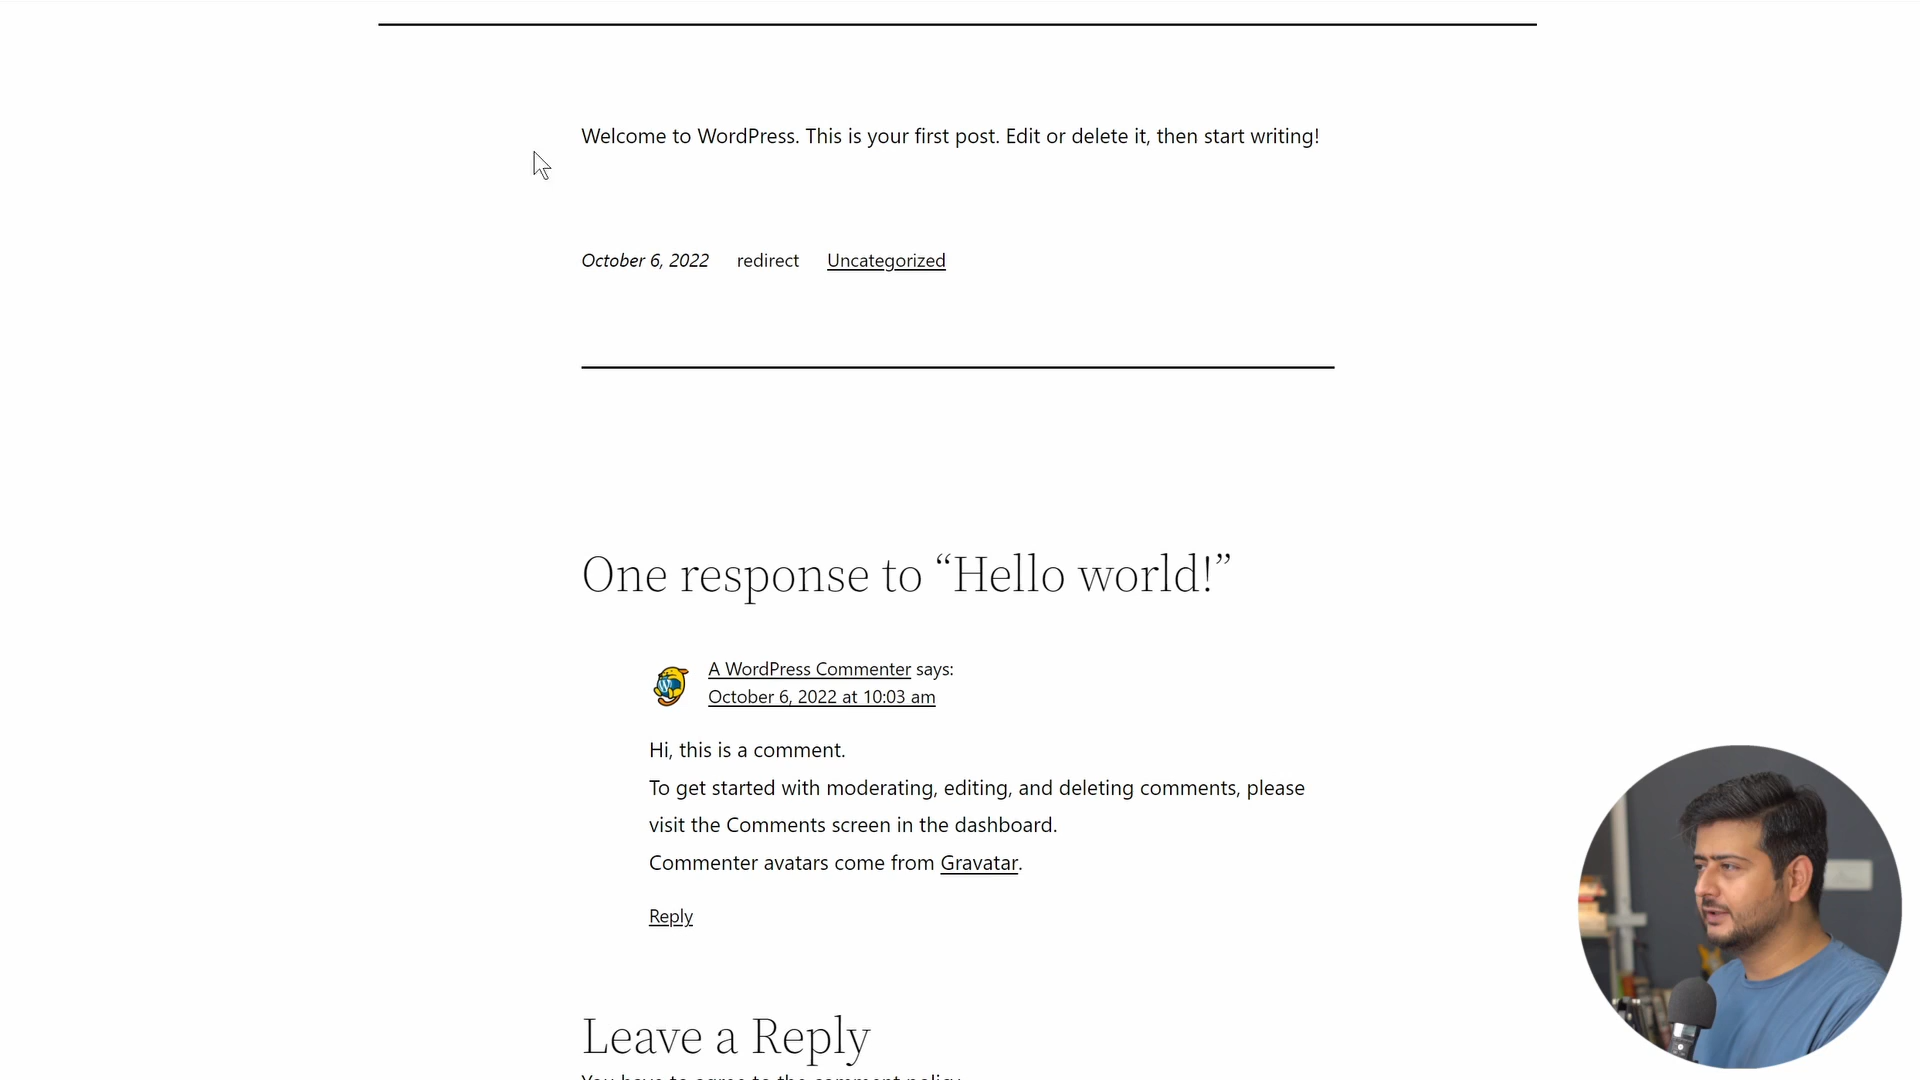 Welcome to WordPress. This is your first post. Edit or delete it, then start writing!
October 6, 2022 redirect Uncategorized
One response to “Hello world!”
A WordPress Commenter says:
October 6, 2022 at 10:03 am
Hi, this is a comment.
To get started with moderating, editing, and deleting comments, please
visit the Comments screen in the dashboard.
Commenter avatars come from Gravatar.
Reply
Leave a Reply
You have to agree to the comment policy.